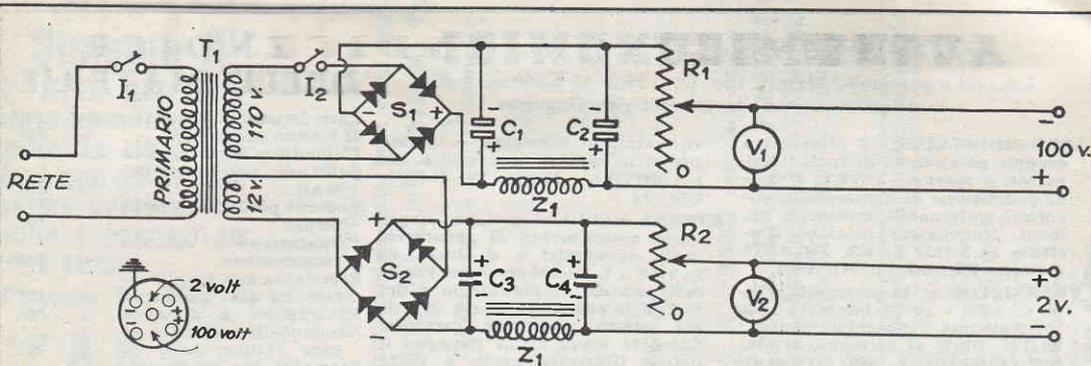 T1
I1
PRIMARIO
110 v.
12 v.
I2
S1
-
+
C1
+
C2
+
Z1
R1
O
V1
-
100 v.
+
RETE
+
S2
-
C3
+
-
C4
+
-
Z1
R2
O
V2
+
2v.
-
2 volt
100 volt